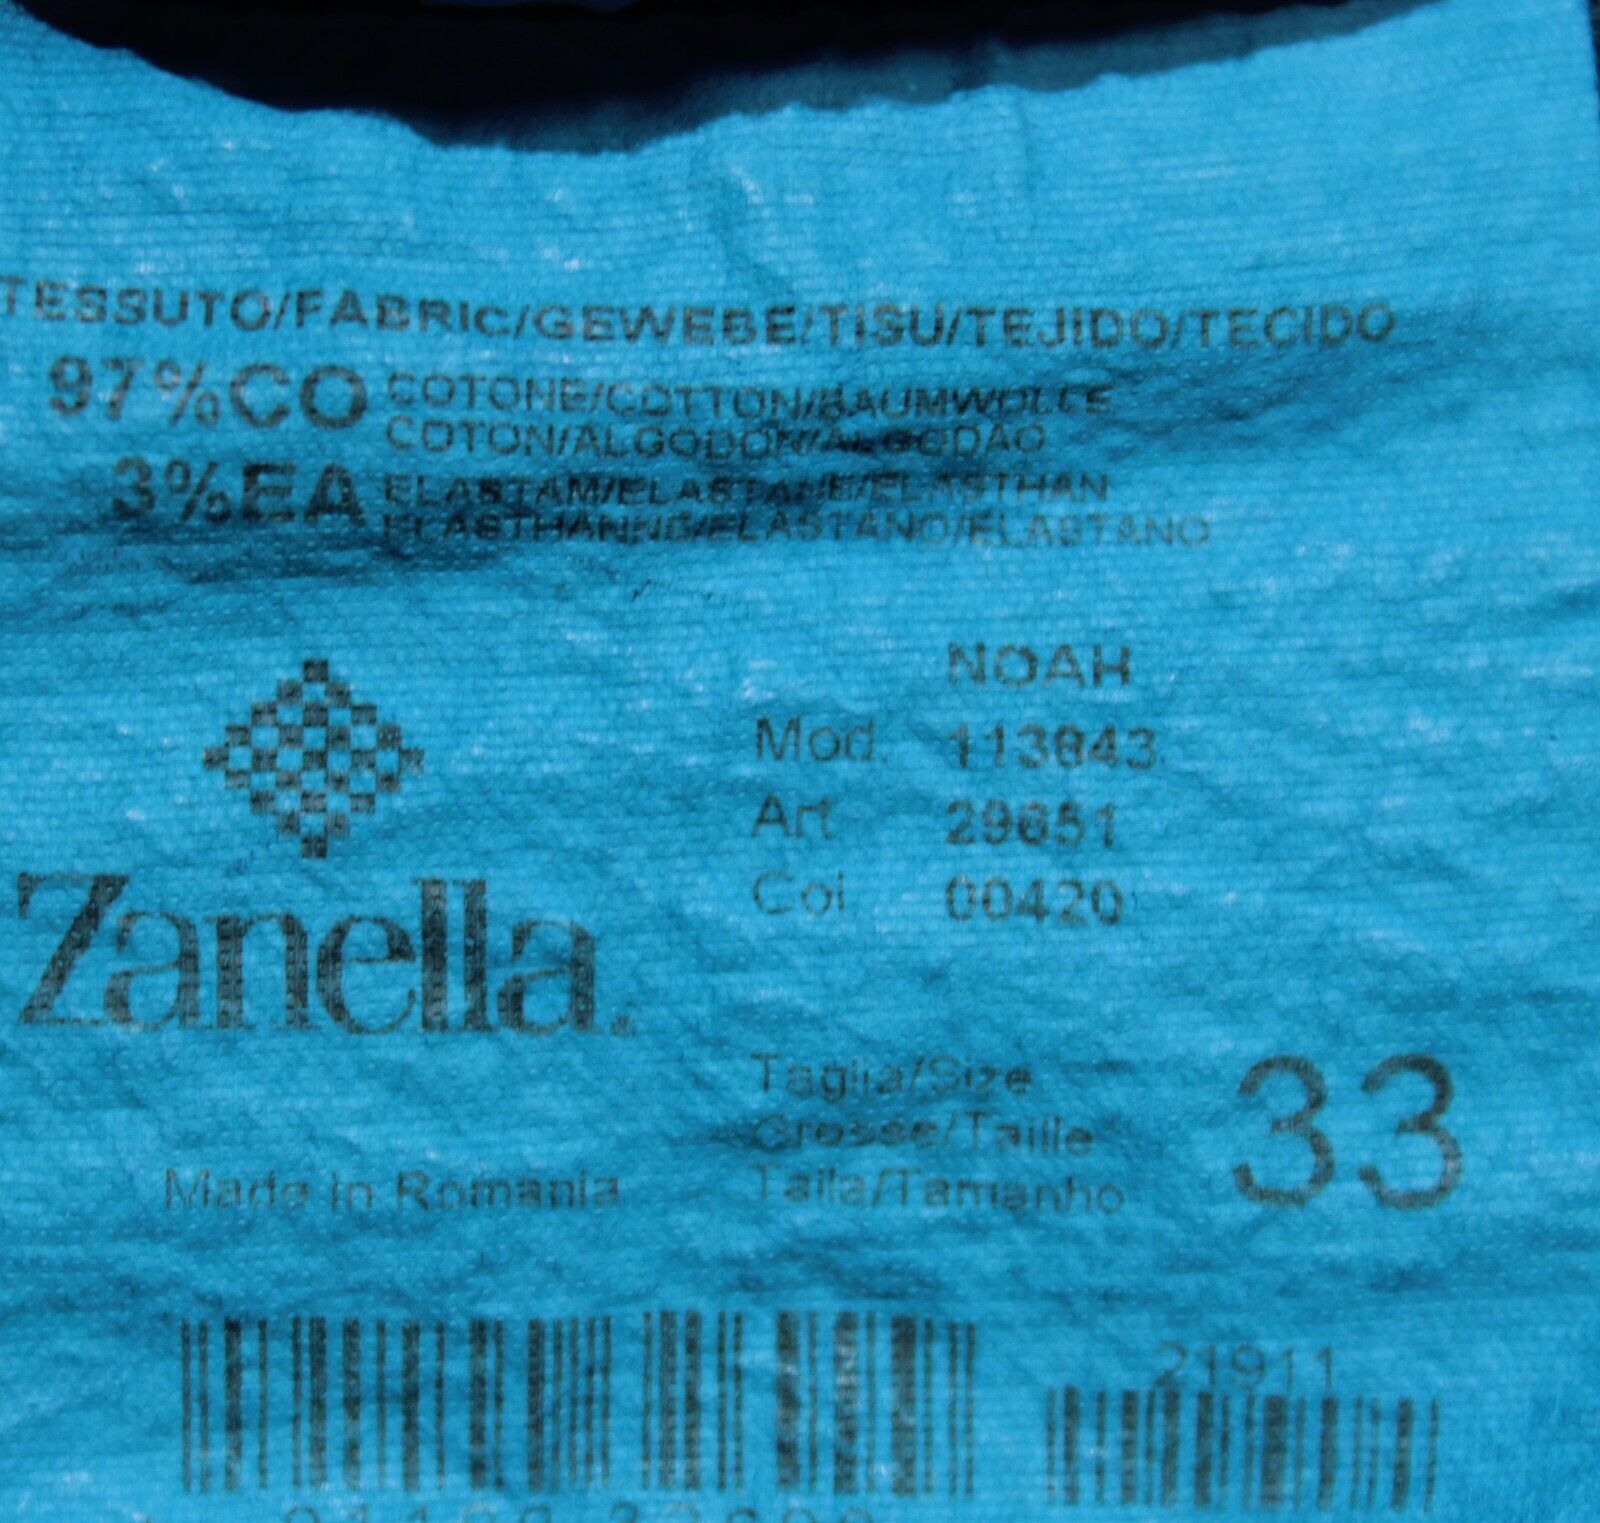 TESSUTO/FABRIC/GEWEBE/TISU/TEJIDO/TECIDO
97%CO COTONE/COTTON/BAUMWOLLE
COTON/ALGODON/ALGODAO
3%EA ELASTAM/ELASTANE/ELASTHAN
ELASTHANNE/ELASTANO/ELASTANO
NOAH
Mod. 113643
Art. 29651
Col. 00420
Zanella
Taglia/Size
Grosse/Taille
Talla/Tamanho
33
Made in Romania
21911